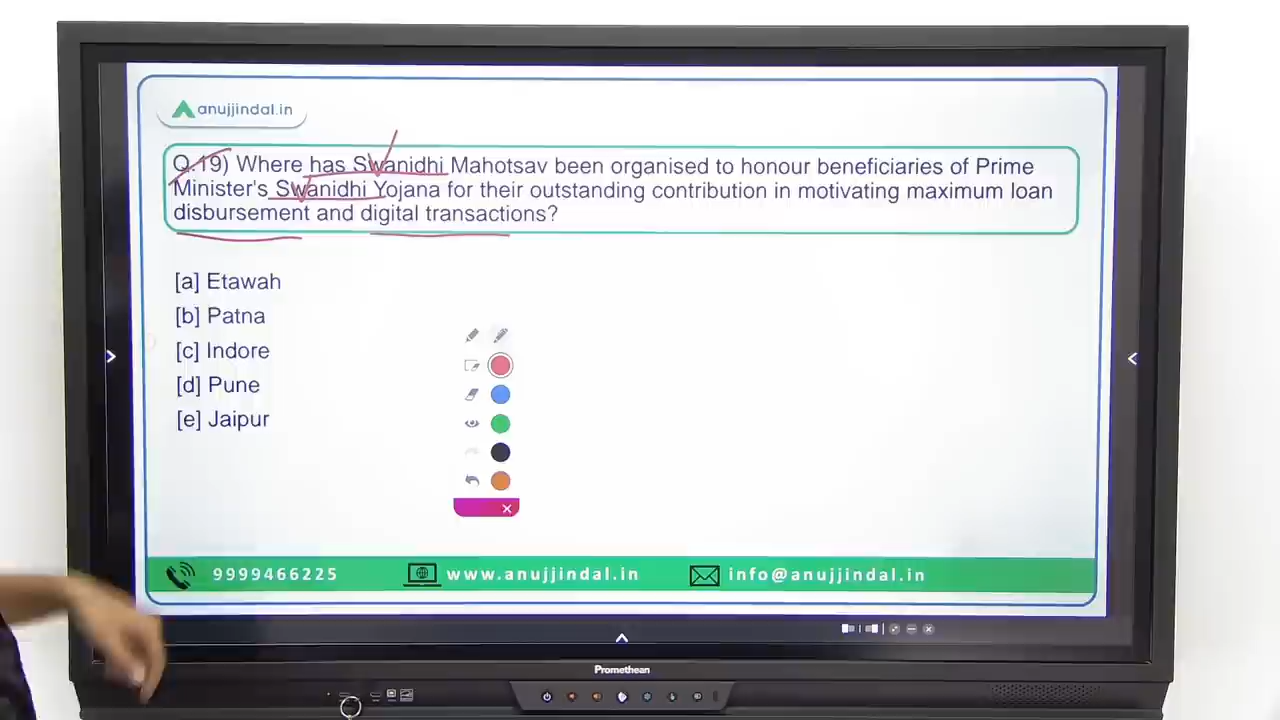 anujjindal.in
Q.19) Where has Swanidhi Mahotsav been organised to honour beneficiaries of Prime
Minister's Swanidhi Yojana for their outstanding contribution in motivating maximum loan
disbursement and digital transactions?
[a] Etawah
[b] Patna
[c] Indore
[d] Pune
[e] Jaipur
9999466225 www.anujjindal.in info@anujjindal.in
Promethean